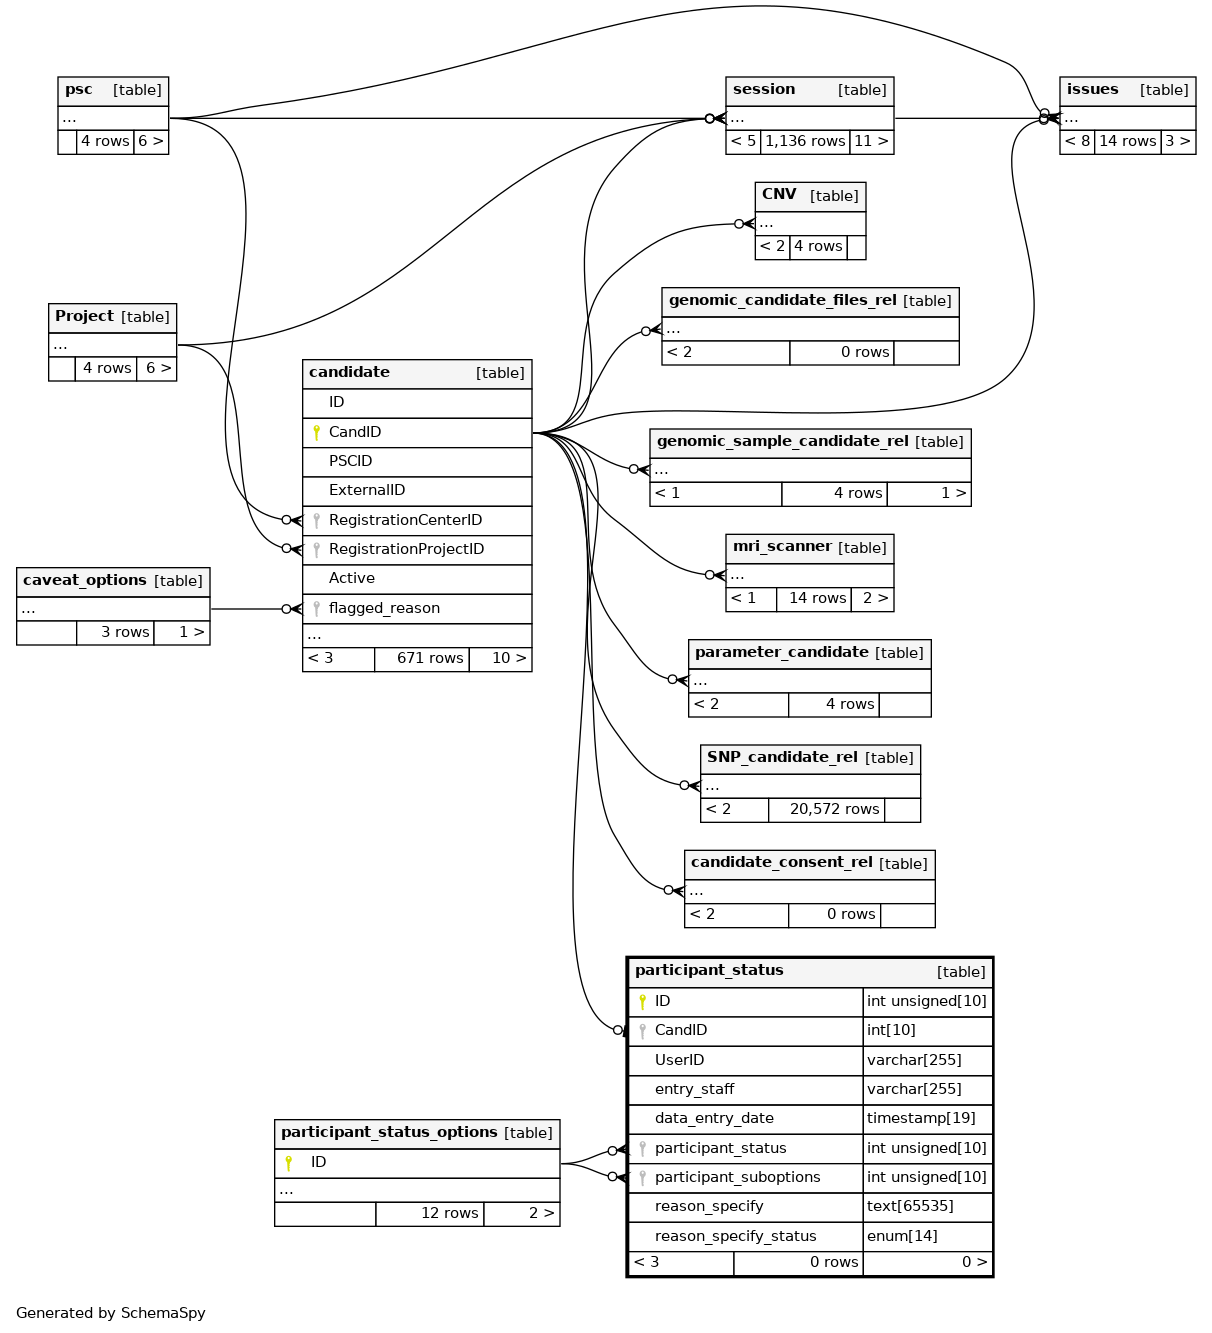 psc [table]
...
4 rows 6 >
session [table]
...
< 5 1,136 rows 11 >
issues [table]
...
< 8 14 rows 3 >
CNV [table]
...
< 2 4 rows
genomic_candidate_files_rel [table]
...
< 2 0 rows
Project [table]
...
4 rows 6 >
candidate [table]
ID
CandID
PSCID
ExternalID
RegistrationCenterID
RegistrationProjectID
Active
flagged_reason
...
< 3 671 rows 10 >
genomic_sample_candidate_rel [table]
...
< 1 4 rows 1 >
mri_scanner [table]
...
< 1 14 rows 2 >
caveat_options [table]
...
3 rows 1 >
parameter_candidate [table]
...
< 2 4 rows
SNP_candidate_rel [table]
...
< 2 20,572 rows
candidate_consent_rel [table]
...
< 2 0 rows
participant_status [table]
ID int unsigned[10]
CandID int[10]
UserID varchar[255]
entry_staff varchar[255]
data_entry_date timestamp[19]
participant_status int unsigned[10]
participant_suboptions int unsigned[10]
reason_specify text[65535]
reason_specify_status enum[14]
< 3 0 rows 0 >
participant_status_options [table]
ID
...
12 rows 2 >
Generated by SchemaSpy